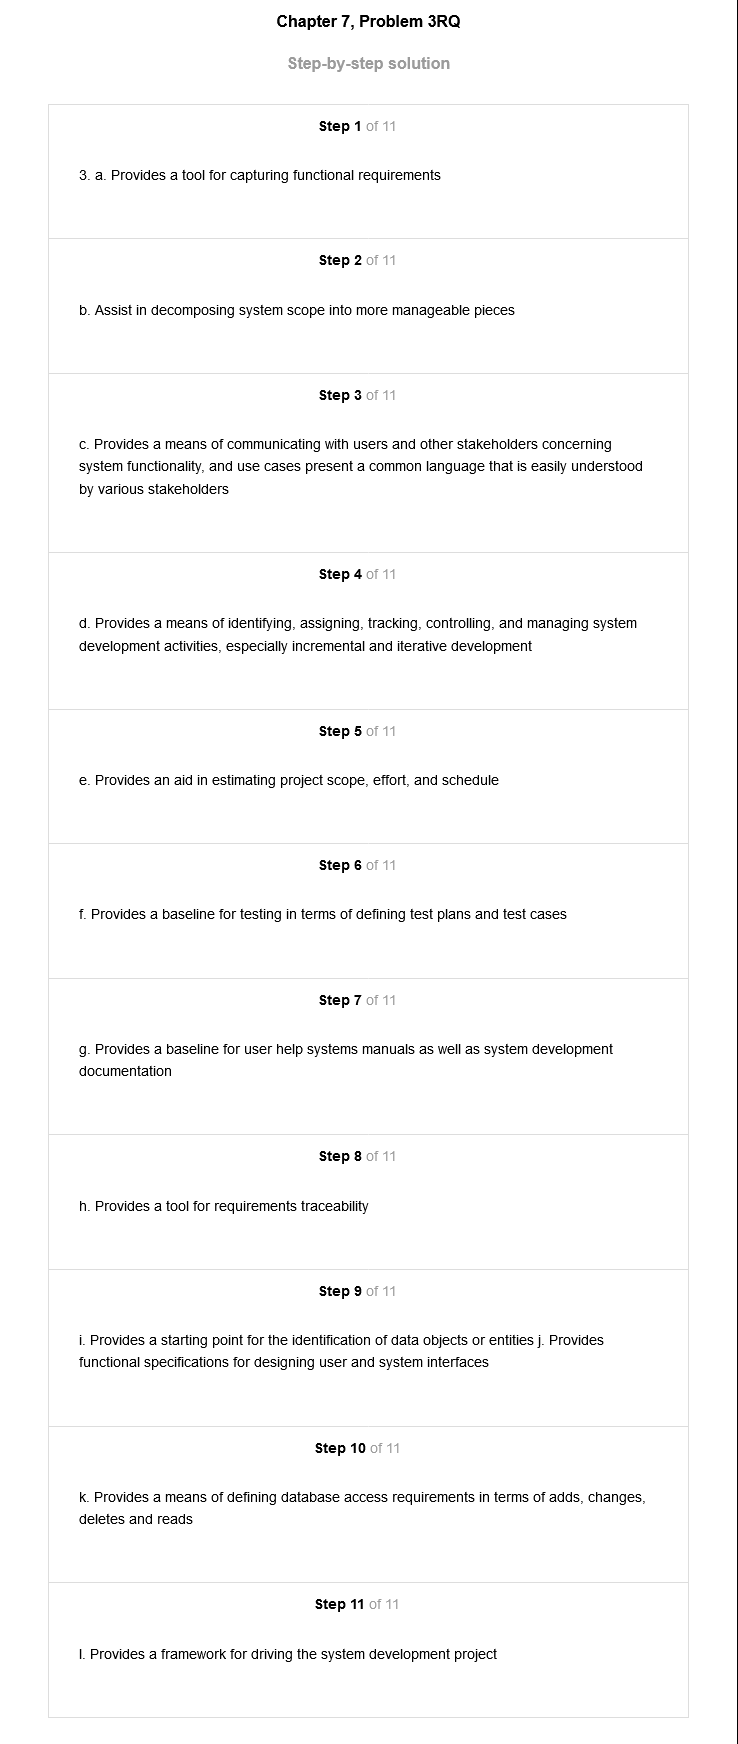 Chapter 7, Problem 3RQ
Step-by-step solution
Step 1 of 11
3. a. Provides a tool for capturing functional requirements
Step 2 of 11
b. Assist in decomposing system scope into more manageable pieces
Step 3 of 11
c. Provides a means of communicating with users and other stakeholders concerning
system functionality, and use cases present a common language that is easily understood
by various stakeholders
Step 4 of 11
d. Provides a means of identifying, assigning, tracking, controlling, and managing system
development activities, especially incremental and iterative development
Step 5 of 11
e. Provides an aid in estimating project scope, effort, and schedule
Step 6 of 11
f. Provides a baseline for testing in terms of defining test plans and test cases
Step 7 of 11
g. Provides a baseline for user help systems manuals as well as system development
documentation
Step 8 of 11
h. Provides a tool for requirements traceability
Step 9 of 11
i. Provides a starting point for the identification of data objects or entities j. Provides
functional specifications for designing user and system interfaces
Step 10 of 11
k. Provides a means of defining database access requirements in terms of adds, changes,
deletes and reads
Step 11 of 11
l. Provides a framework for driving the system development project